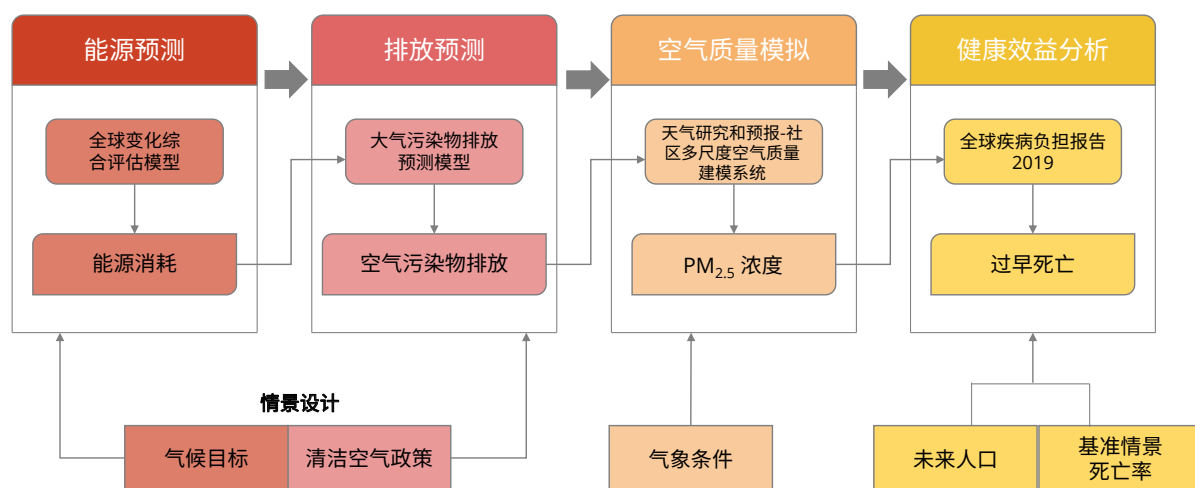 能源预测
排放预测
空气质量模拟
健康效益分析
全球变化综
合评估模型
大气污染物排放
预测模型
天气研究和预报-社
区多尺度空气质量
建模系统
全球疾病负担报告
2019
能源消耗
空气污染物排放
PM2.5 浓度
过早死亡
情景设计
气候目标
清洁空气政策
气象条件
未来人口
基准情景
死亡率